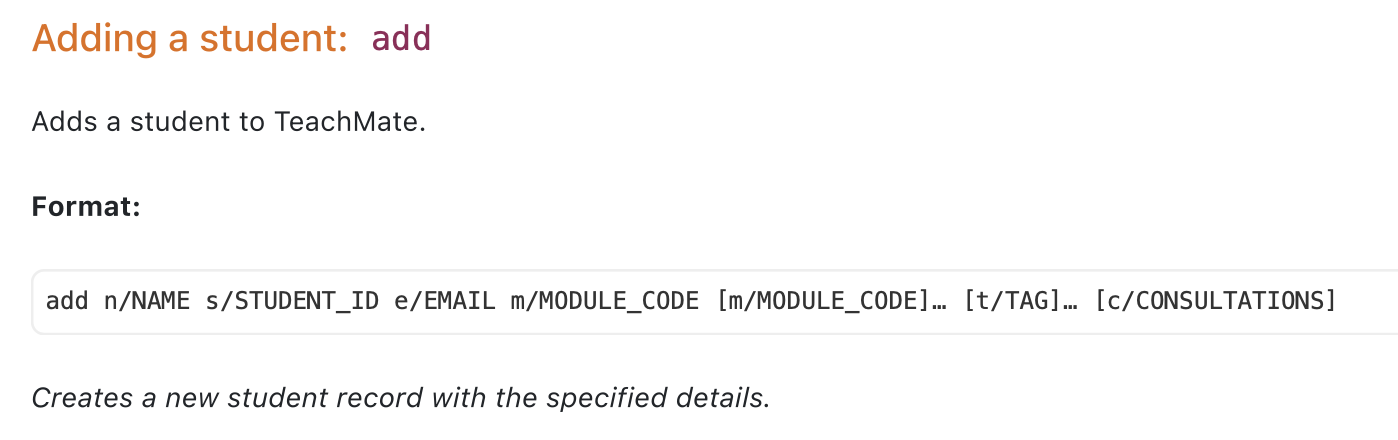 Adding a student: add
Adds a student to TeachMate.
Format:
add n/NAME s/STUDENT_ID e/EMAIL m/MODULE_CODE [m/MODULE_CODE]… [t/TAG]… [c/CONSULTATIONS]
Creates a new student record with the specified details.